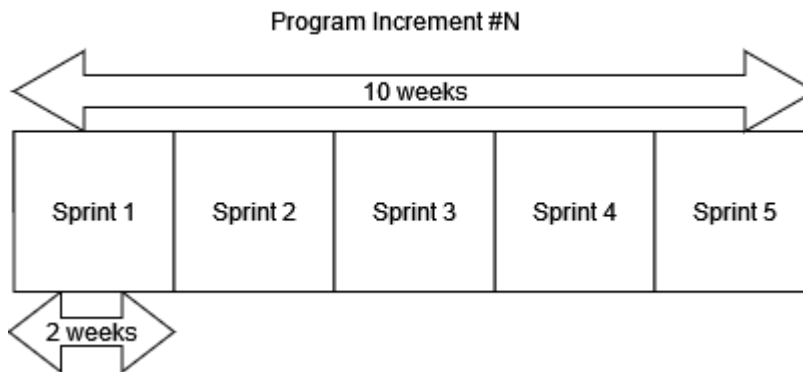 Program Increment #N
10 weeks
Sprint 1
Sprint 2
Sprint 3
Sprint 4
Sprint 5
2 weeks